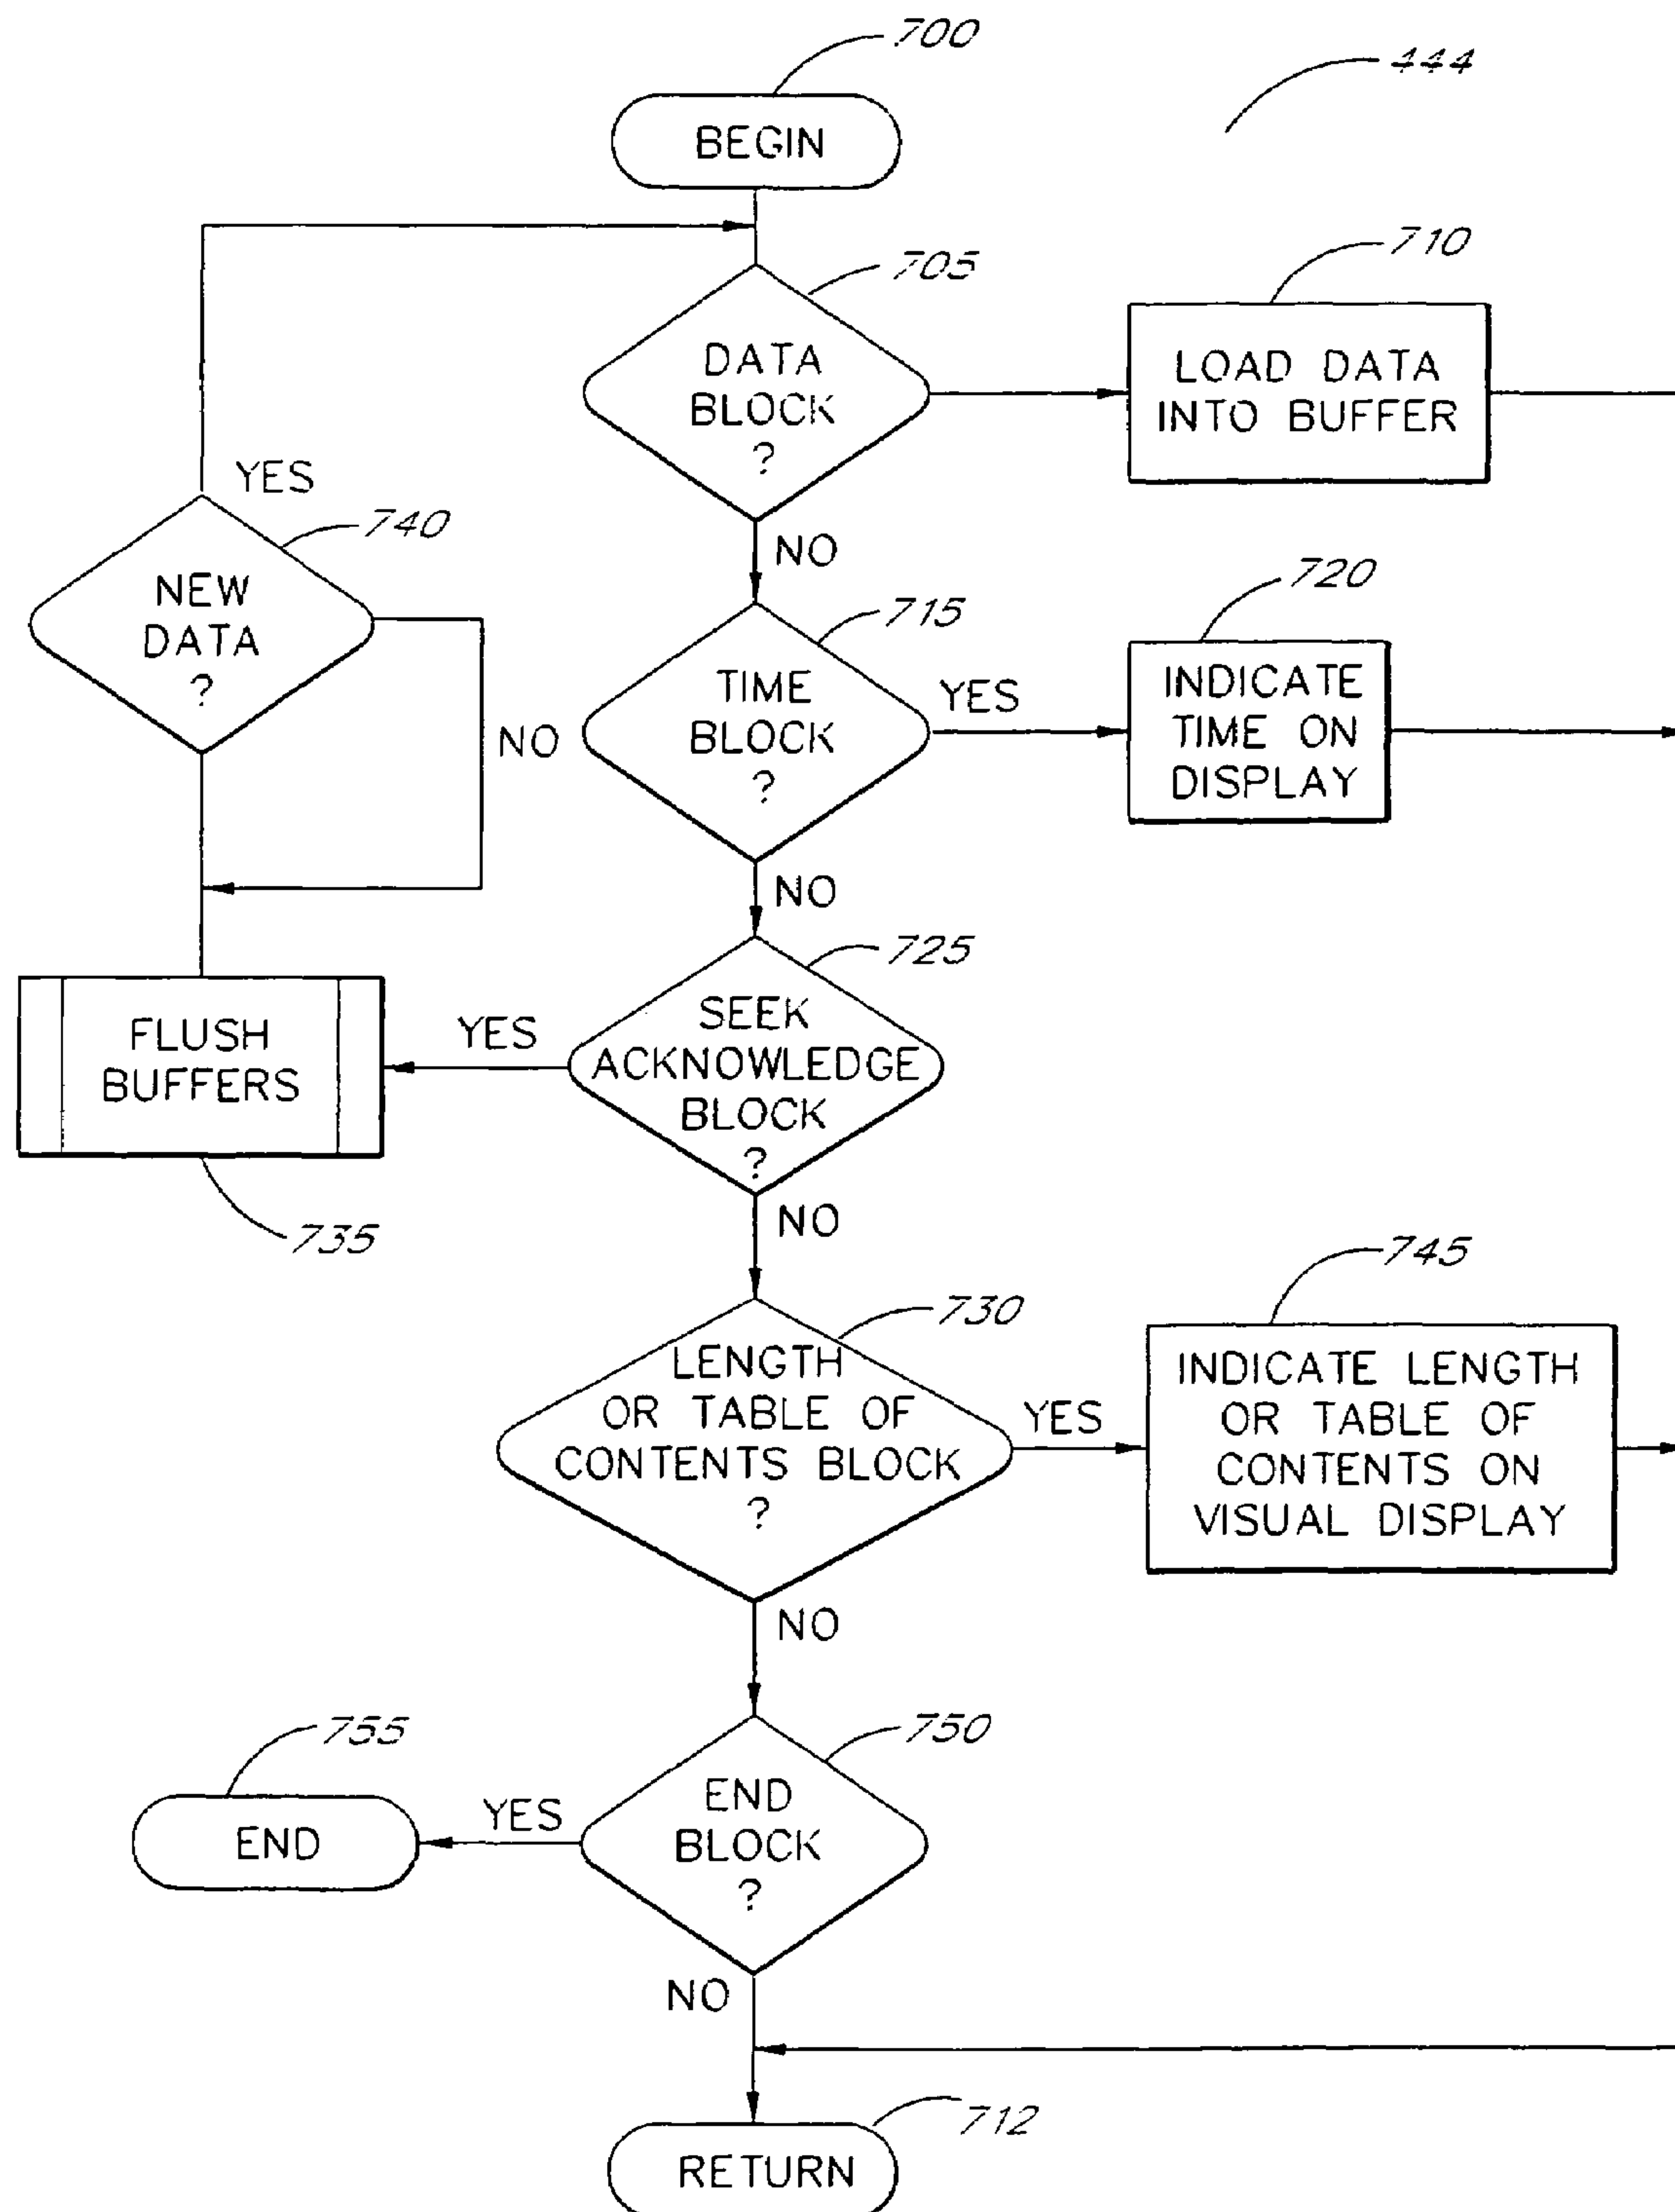 700
444
BEGIN
705
710
DATA
BLOCK
?
LOAD DATA
INTO BUFFER
YES
740
NEW
DATA
?
NO
NO
715
720
TIME
BLOCK
?
YES
INDICATE
TIME ON
DISPLAY
NO
725
SEEK
ACKNOWLEDGE
BLOCK
?
YES
FLUSH
BUFFERS
735
NO
730
745
LENGTH
OR TABLE OF
CONTENTS BLOCK
?
YES
INDICATE LENGTH
OR TABLE OF
CONTENTS ON
VISUAL DISPLAY
NO
750
755
END
BLOCK
?
YES
END
NO
712
RETURN